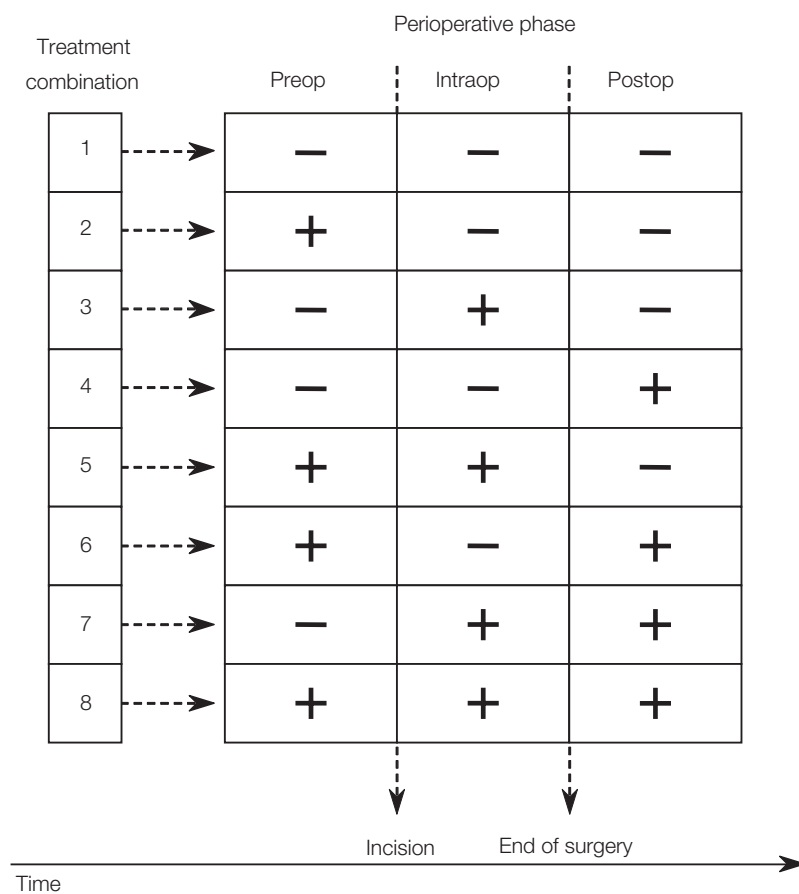 Perioperative phase
Treatment
combination
Preop Intraop Postop
1 − − −
2 + − −
3 − + −
4 − − +
5 + + −
6 + − +
7 − + +
8 + + +
Incision End of surgery
Time